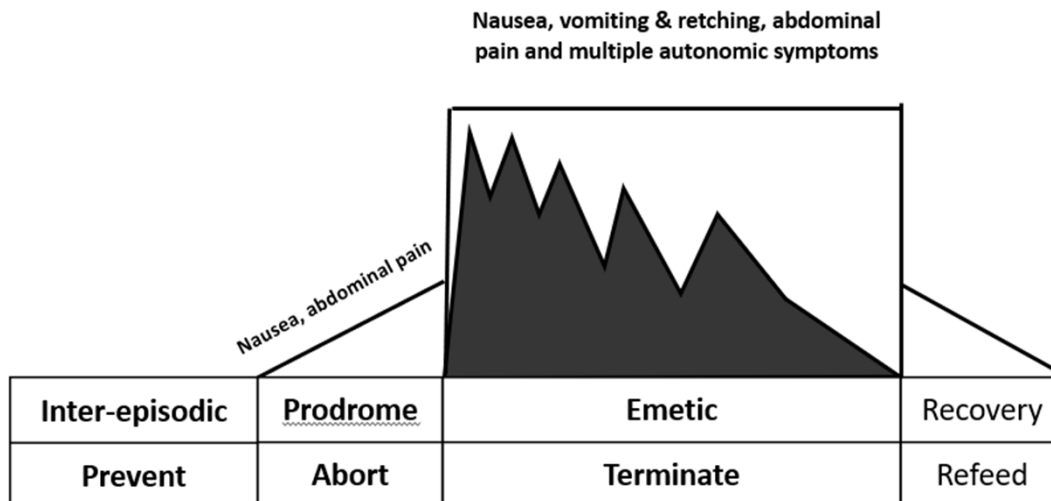 Nausea, vomiting & retching, abdominal
pain and multiple autonomic symptoms
Nausea, abdominal pain
Inter-episodic Prodrome Emetic Recovery
Prevent Abort Terminate Refeed